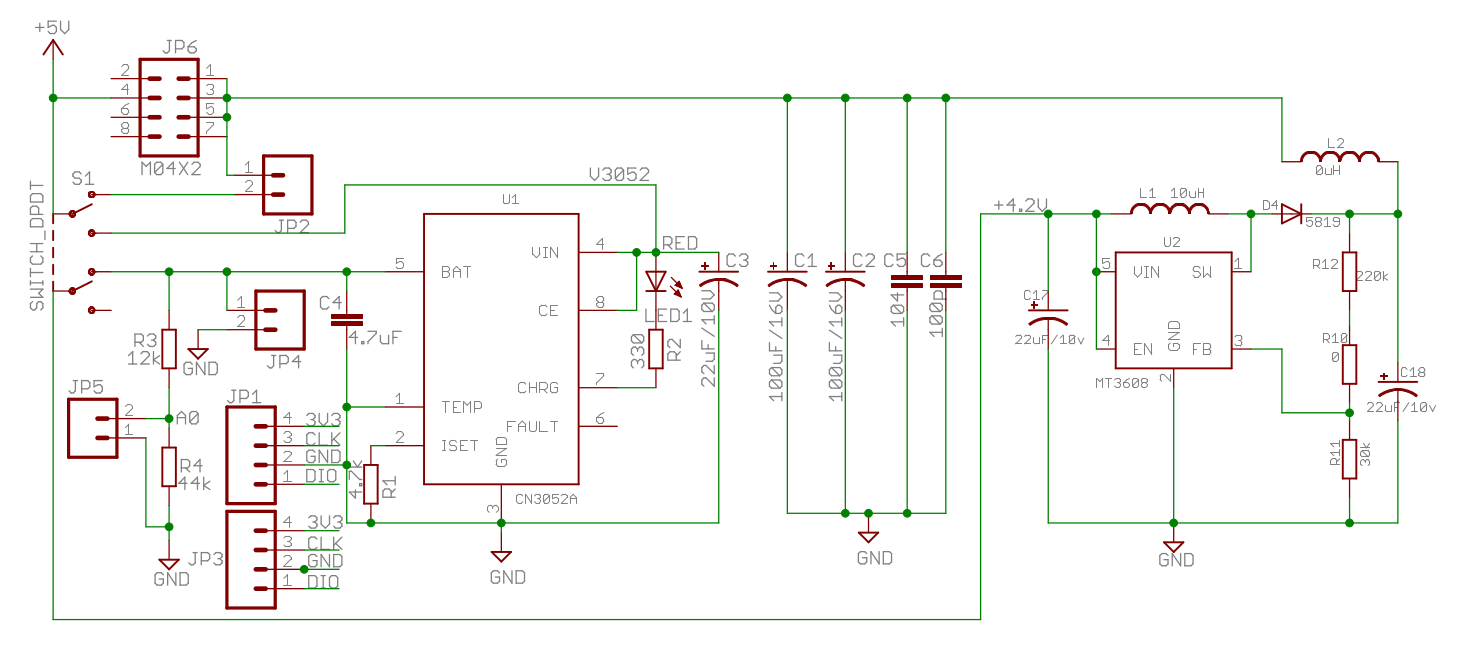 +5V
JP6
2
1
4
3
6
5
8
7
M04X2
SWITCH_DPDT
S1
1
2
JP2
V3052
U1
VIN
4
5
BAT
CE
8
CHRG
7
1
TEMP
2
ISET
FAULT
6
GND
3
CN3052A
GND
RED
LED1
330
R2
C3
22uF/10V
C1
100uF/16V
C2
100uF/16V
C5
104
C6
100p
GND
C4
4.7uF
1
2
JP4
GND
R3
12k
JP5
2
1
A0
R4
44k
GND
JP1
4
3V3
3
CLK
2
GND
1
DIO
4.7k
R1
JP3
4
3V3
3
CLK
2
GND
1
DIO
+4.2V
L1
10uH
L2
0uH
D4
5819
U2
5
VIN
SW
1
4
EN
GND
FB
3
2
MT3608
C17
22uF/10v
R12
220k
R10
0
R11
30k
C18
22uF/10v
GND